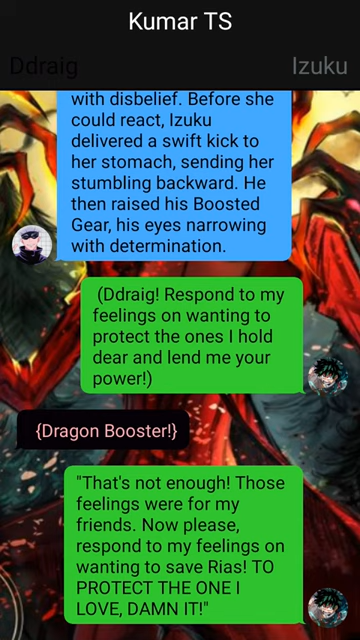 Kumar TS
Ddraig
Izuku
with disbelief. Before she
could react, Izuku
delivered a swift kick to
her stomach, sending her
stumbling backward. He
then raised his Boosted
Gear, his eyes narrowing
with determination.
(Ddraig! Respond to my
feelings on wanting to
protect the ones I hold
dear and lend me your
power!)
{Dragon Booster!}
"That's not enough! Those
feelings were for my
friends. Now please,
respond to my feelings on
wanting to save Rias! TO
PROTECT THE ONE I
LOVE, DAMN IT!"